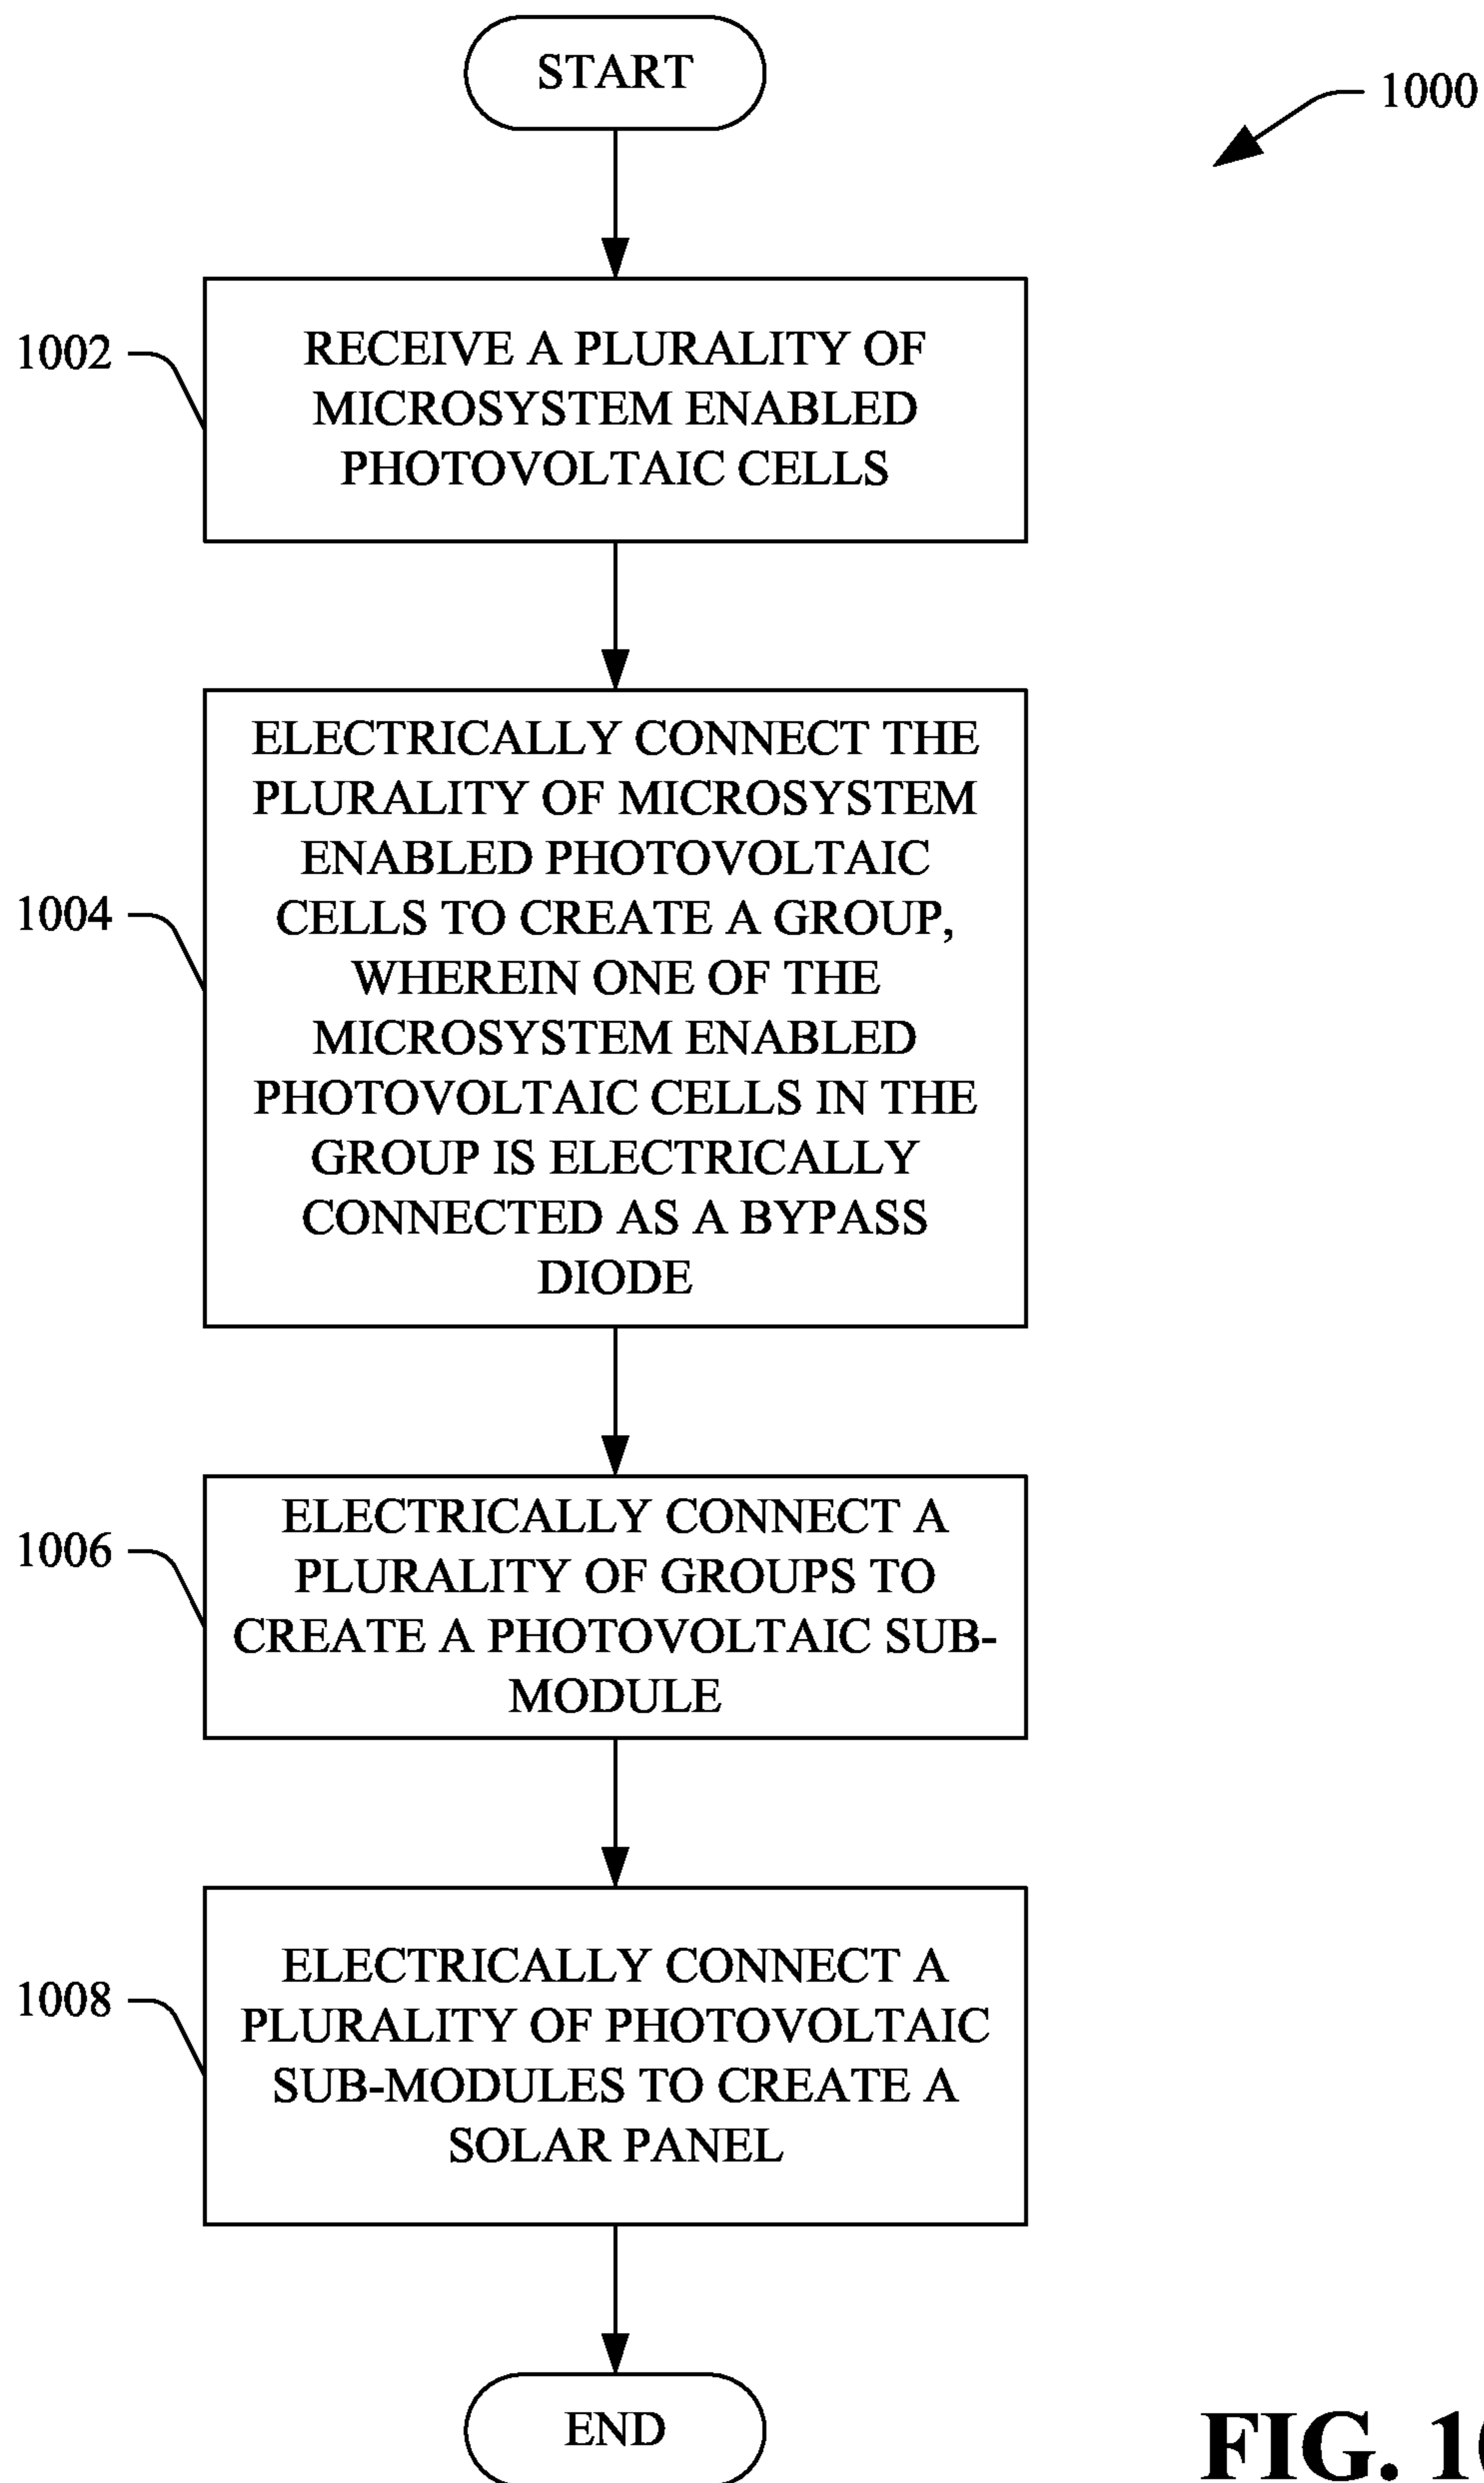 START
1000
1002
RECEIVE A PLURALITY OF
MICROSYSTEM ENABLED
PHOTOVOLTAIC CELLS
1004
ELECTRICALLY CONNECT THE
PLURALITY OF MICROSYSTEM
ENABLED PHOTOVOLTAIC
CELLS TO CREATE A GROUP,
WHEREIN ONE OF THE
MICROSYSTEM ENABLED
PHOTOVOLTAIC CELLS IN THE
GROUP IS ELECTRICALLY
CONNECTED AS A BYPASS
DIODE
1006
ELECTRICALLY CONNECT A
PLURALITY OF GROUPS TO
CREATE A PHOTOVOLTAIC SUB-
MODULE
1008
ELECTRICALLY CONNECT A
PLURALITY OF PHOTOVOLTAIC
SUB-MODULES TO CREATE A
SOLAR PANEL
END
FIG. 10